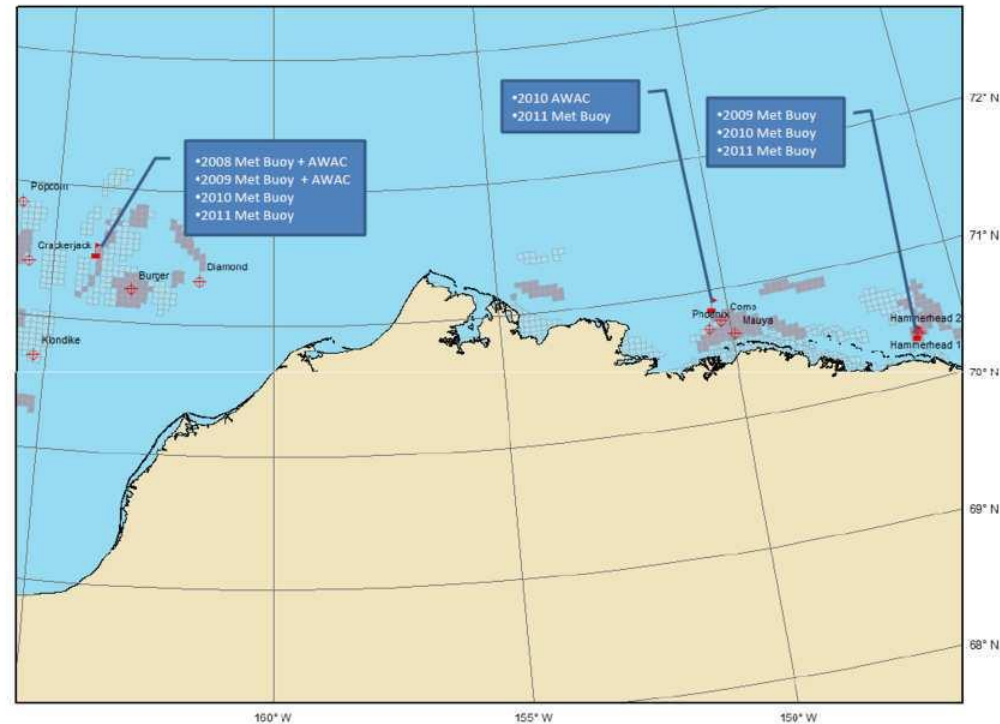 •2010 AWAC
•2011 Met Buoy
•2009 Met Buoy
•2010 Met Buoy
•2011 Met Buoy
•2008 Met Buoy + AWAC
•2009 Met Buoy + AWAC
•2010 Met Buoy
•2011 Met Buoy
72° N
Popcorn
71° N
Crackerjack
Burger
Diamond
Phoenix
Mauya
Hammerhead 2
Hammerhead 1
Klondike
70° N
69° N
68° N
160° W
155° W
150° W